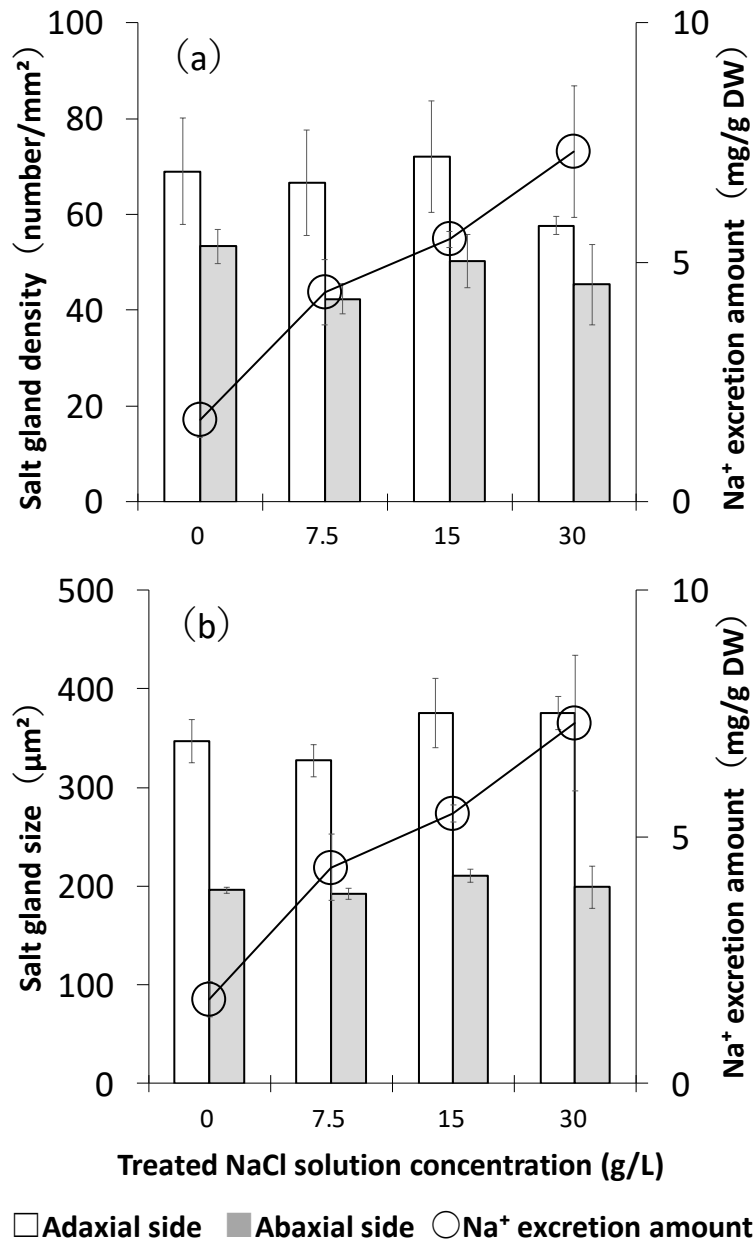 (a)
Salt gland density（number/mm²）
100
80
60
40
20
0
Na⁺ excretion amount（mg/g DW）
10
5
0
0 7.5 15 30
(b)
Salt gland size（µm²）
500
400
300
200
100
0
Na⁺ excretion amount（mg/g DW）
10
5
0
0 7.5 15 30
Treated NaCl solution concentration (g/L)
Adaxial side Abaxial side Na⁺ excretion amount